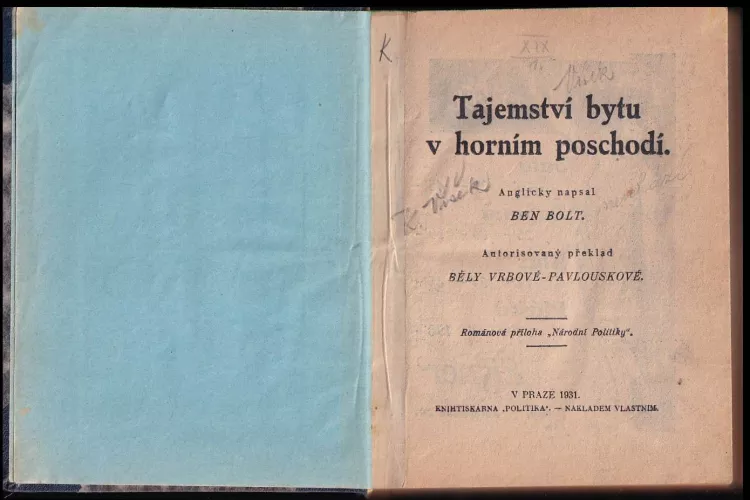 K
XIX
1.
Tajemství bytu
v horním poschodí.
Anglicky napsal
BEN BOLT.
Autorisovaný překlad
BĚLY VRBOVÉ-PAVLOUSKOVÉ.
Románová příloha „Národní Politiky“.
V PRAZE 1931.
KNIHTISKÁRNA „POLITIKA“. — NÁKLADEM VLASTNÍM.